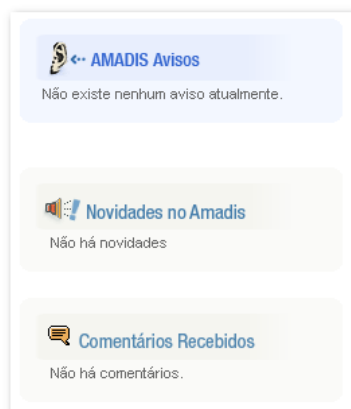 AMADIS Avisos
Não existe nenhum aviso atualmente.
Novidades no Amadis
Não há novidades
Comentários Recebidos
Não há comentários.